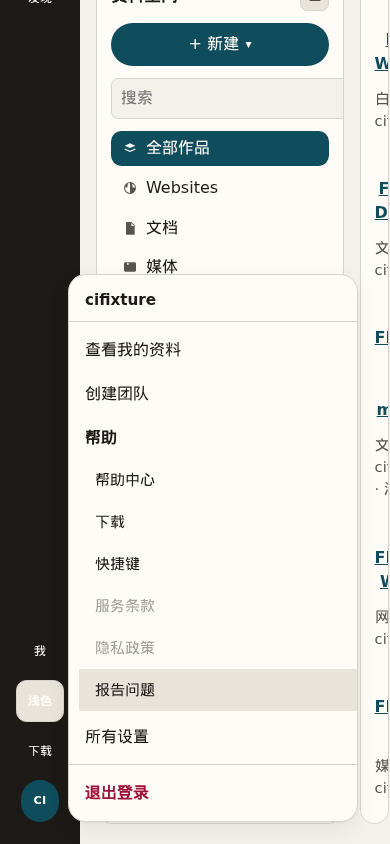 + 新建 ▾
搜索
全部作品
Websites
文档
媒体
cifixture
查看我的资料
创建团队
帮助
帮助中心
下载
快捷键
服务条款
隐私政策
报告问题
所有设置
退出登录
我
浅色
下载
CI